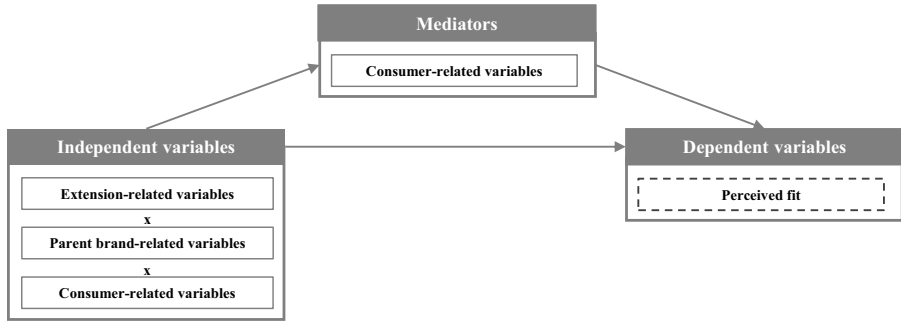 Mediators
Consumer-related variables
Independent variables
Extension-related variables
x
Parent brand-related variables
x
Consumer-related variables
Dependent variables
Perceived fit